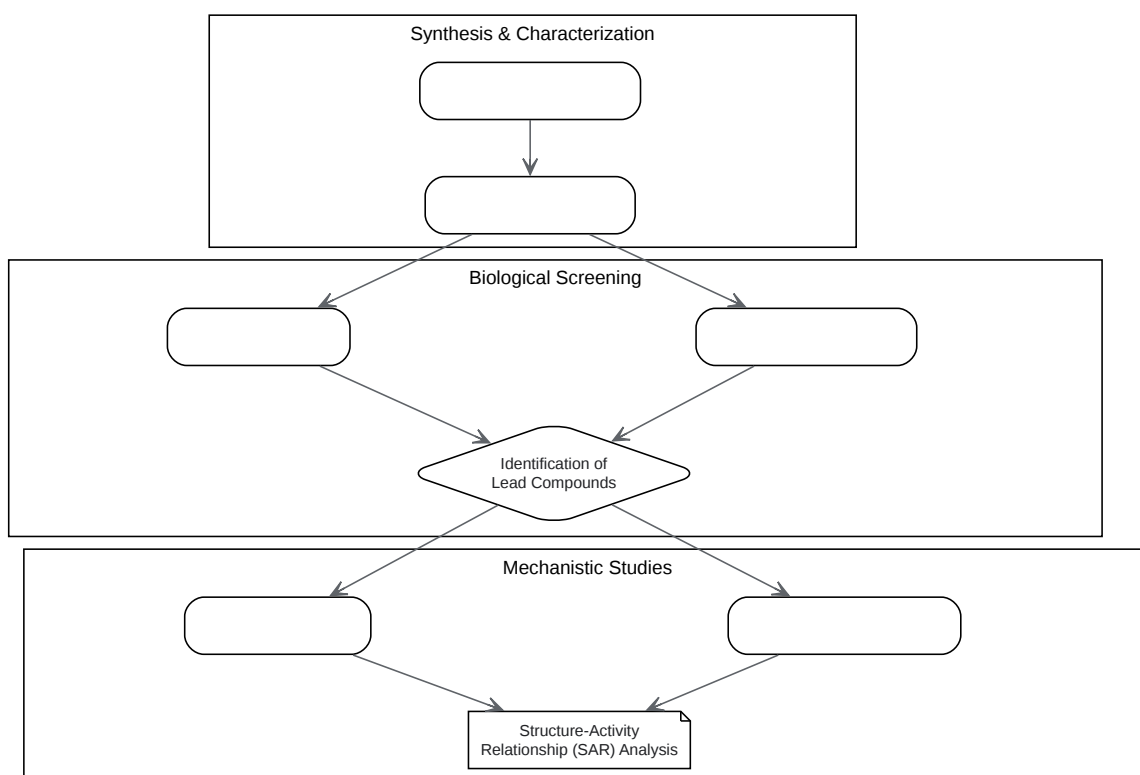 Synthesis & Characterization
Biological Screening
Identification of
Lead Compounds
Mechanistic Studies
Structure-Activity
Relationship (SAR) Analysis